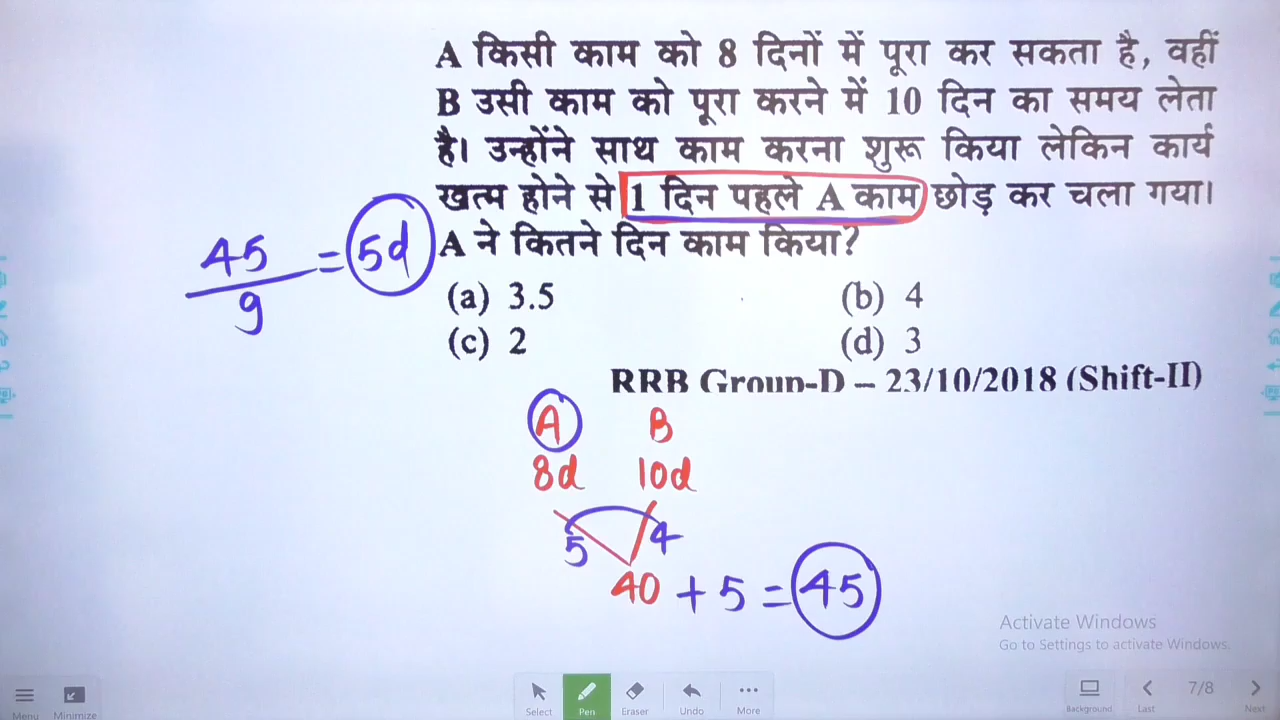 A किसी काम को 8 दिनों में पूरा कर सकता है, वहीं
B उसी काम को पूरा करने में 10 दिन का समय लेता
है। उन्होंने साथ काम करना शुरू किया लेकिन कार्य
खत्म होने से 1 दिन पहले A काम छोड़ कर चला गया।
A ने कितने दिन काम किया?
(a) 3.5 (b) 4
(c) 2 (d) 3
RRB Group-D – 23/10/2018 (Shift-II)
45/9 = 5d
A B
8d 10d
5 4
40 + 5 = 45
Activate Windows
Go to Settings to activate Windows.
Menu Minimize Select Pen Eraser Undo More Background Last 7/8 Next